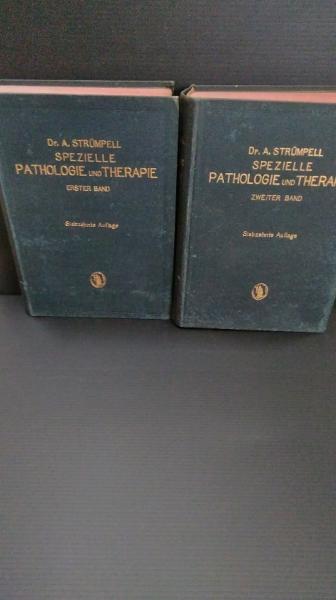 Dr. A. STRÜMPELL
SPEZIELLE
PATHOLOGIE UND THERAPIE
ERSTER BAND
Siebzehnte Auflage
Dr. A. STRÜMPELL
SPEZIELLE
PATHOLOGIE UND THERAP
ZWEITER BAND
Siebzehnte Auflage